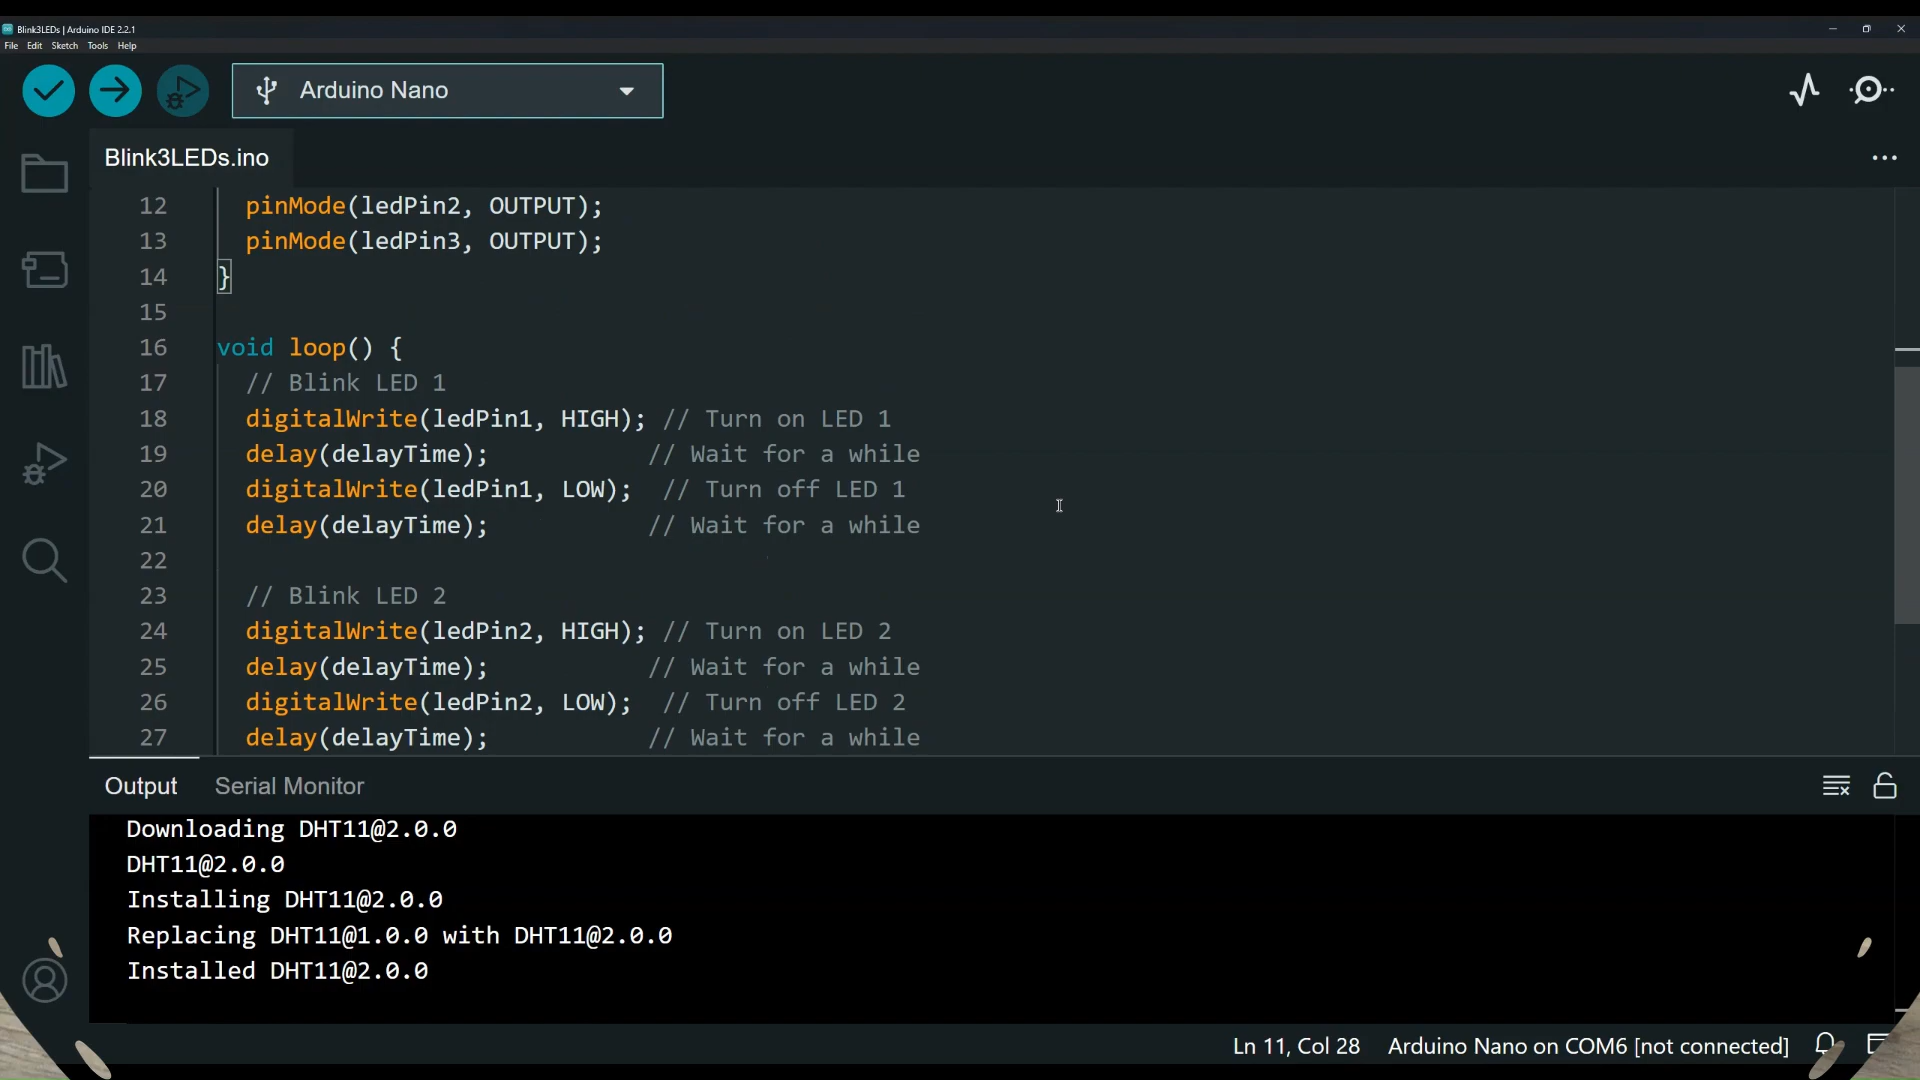 Blink3LEDs | Arduino IDE 2.2.1
File Edit Sketch Tools Help
Arduino Nano
Blink3LEDs.ino
12 pinMode(ledPin2, OUTPUT);
13 pinMode(ledPin3, OUTPUT);
14 }
15
16 void loop() {
17 // Blink LED 1
18 digitalWrite(ledPin1, HIGH); // Turn on LED 1
19 delay(delayTime); // Wait for a while
20 digitalWrite(ledPin1, LOW); // Turn off LED 1
21 delay(delayTime); // Wait for a while
22
23 // Blink LED 2
24 digitalWrite(ledPin2, HIGH); // Turn on LED 2
25 delay(delayTime); // Wait for a while
26 digitalWrite(ledPin2, LOW); // Turn off LED 2
27 delay(delayTime); // Wait for a while
Output Serial Monitor
Downloading DHT11@2.0.0
DHT11@2.0.0
Installing DHT11@2.0.0
Replacing DHT11@1.0.0 with DHT11@2.0.0
Installed DHT11@2.0.0
Ln 11, Col 28 Arduino Nano on COM6 [not connected]